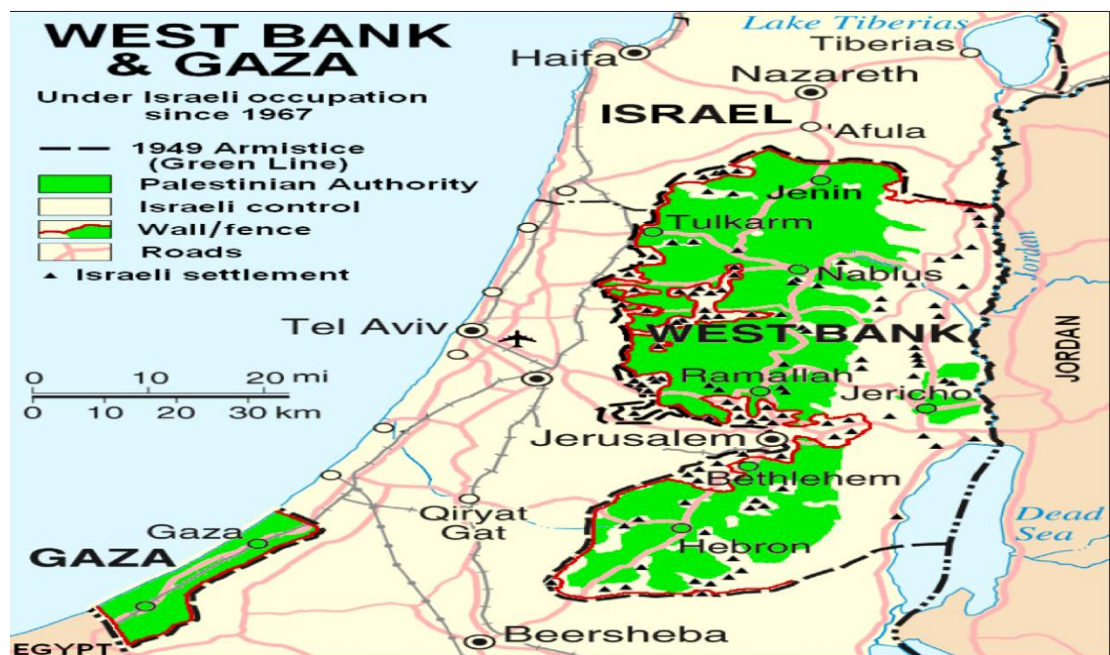 WEST BANK
& GAZA
Under Israeli occupation
since 1967
1949 Armistice
(Green Line)
Palestinian Authority
Israeli control
Wall/fence
Roads
Israeli settlement
0 10 20 mi
0 10 20 30 km
Lake Tiberias
Haifa
Tiberias
Nazareth
ISRAEL
'Afula
Jenin
Tulkarm
Nablus
Jordan
Tel Aviv
WEST BANK
JORDAN
Ramallah
Jericho
Jerusalem
Bethlehem
Qiryat
Gat
Dead
Sea
Gaza
GAZA
Hebron
Beersheba
EGYPT